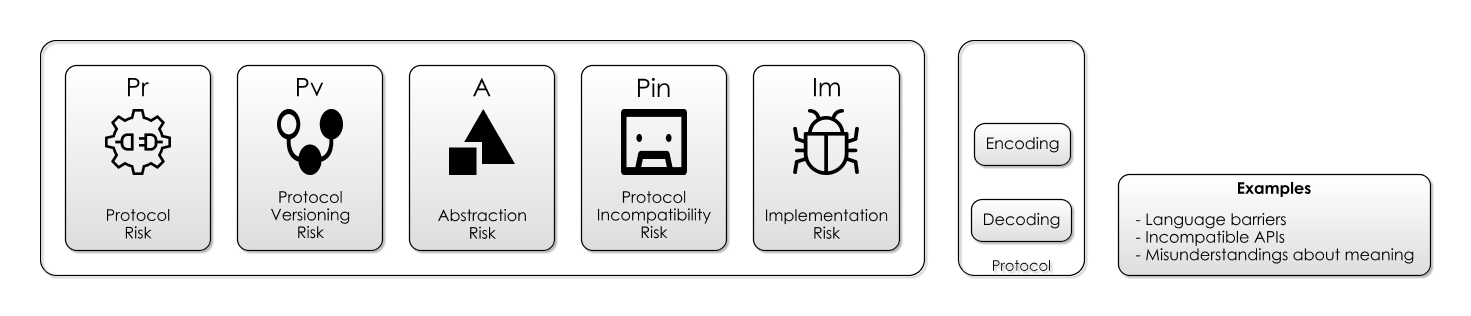 Pr
Protocol
Risk
Pv
Protocol
Versioning
Risk
A
Abstraction
Risk
Pin
Protocol
Incompatibility
Risk
Im
Implementation
Risk
Encoding
Decoding
Protocol
Examples
- Language barriers
- Incompatible APIs
- Misunderstandings about meaning